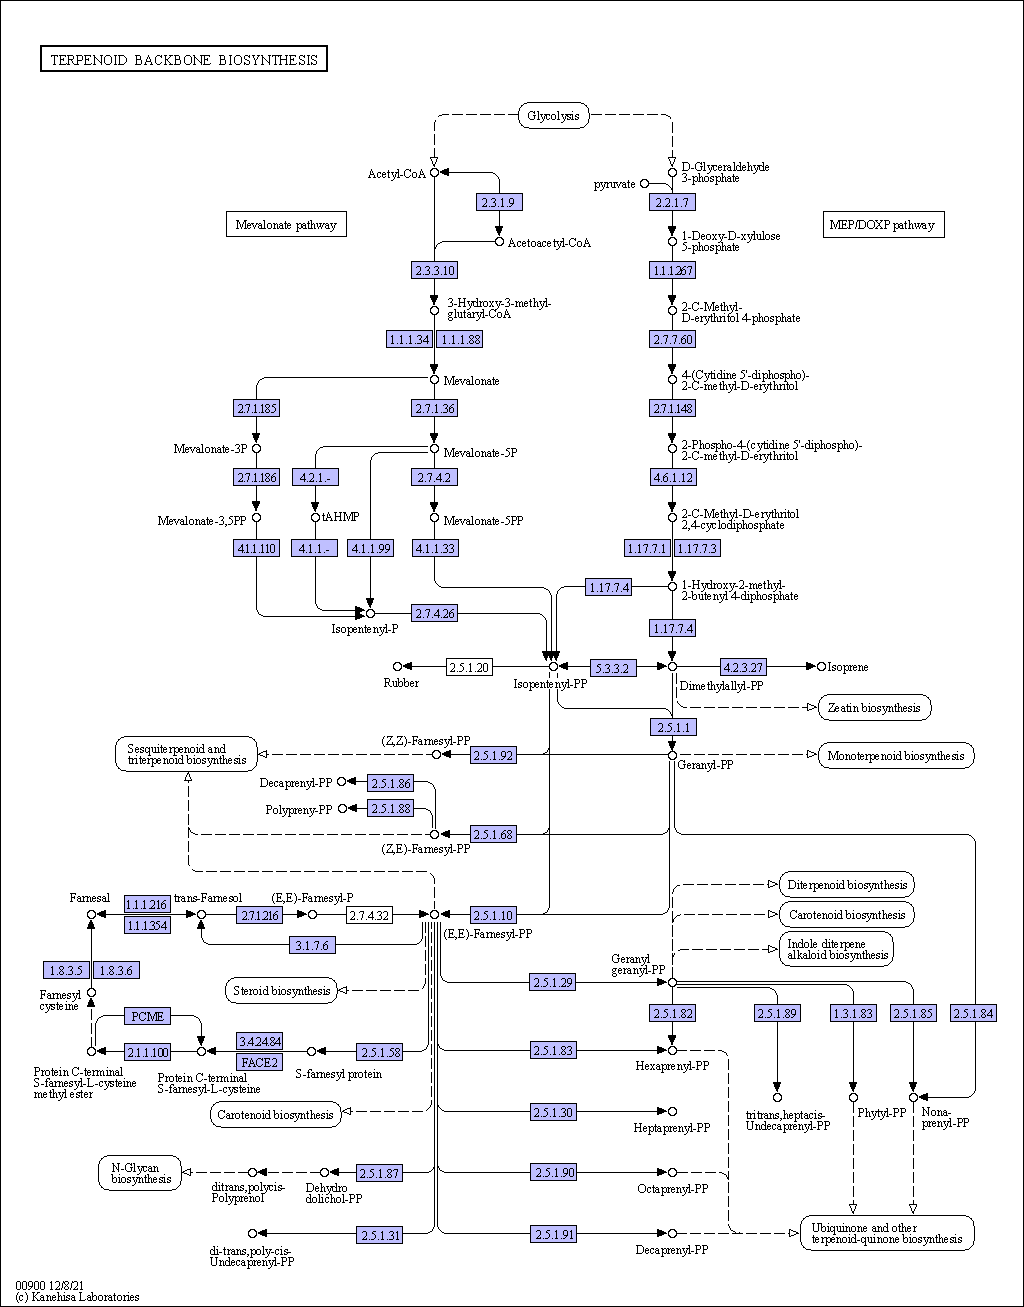 TERPENOID BACKBONE BIOSYNTHESIS
Glycolysis
Acetyl-CoA
D-Glyceraldehyde
3-phosphate
pyruvate
2.3.1.9
2.2.1.7
Mevalonate pathway
MEP/DOXP pathway
Acetoacetyl-CoA
1-Deoxy-D-xylulose
5-phosphate
2.3.3.10
1.1.1.267
3-Hydroxy-3-methyl-
glutaryl-CoA
2-C-Methyl-
D-erythritol 4-phosphate
1.1.1.34
1.1.1.88
2.7.7.60
Mevalonate
4-(Cytidine 5'-diphospho)-
2-C-methyl-D-erythritol
2.7.1.185
2.7.1.36
2.7.1.148
Mevalonate-3P
Mevalonate-5P
2-Phospho-4-(cytidine 5'-diphospho)-
2-C-methyl-D-erythritol
2.7.1.186
4.2.1.-
2.7.4.2
4.6.1.12
Mevalonate-3,5PP
tAHMP
Mevalonate-5PP
2-C-Methyl-D-erythritol
2,4-cyclodiphosphate
4.1.1.110
4.1.1.-
4.1.1.99
4.1.1.33
1.17.7.1
1.17.7.3
1.17.7.4
1-Hydroxy-2-methyl-
2-butenyl 4-diphosphate
2.7.4.26
Isopentenyl-P
1.17.7.4
2.5.1.20
5.3.3.2
4.2.3.27
Isoprene
Rubber
Isopentenyl-PP
Dimethylallyl-PP
Zeatin biosynthesis
2.5.1.1
(Z,Z)-Farnesyl-PP
Sesquiterpenoid and
triterpenoid biosynthesis
2.5.1.92
Geranyl-PP
Monoterpenoid biosynthesis
Decaprenyl-PP
2.5.1.86
Polypreny-PP
2.5.1.88
2.5.1.68
(Z,E)-Farnesyl-PP
Diterpenoid biosynthesis
Farnesal
1.1.1.216
trans-Farnesol
(E,E)-Farnesyl-P
1.1.1.354
2.7.1.216
2.7.4.32
2.5.1.10
Carotenoid biosynthesis
(E,E)-Farnesyl-PP
3.1.7.6
Indole diterpene
alkaloid biosynthesis
Geranyl
geranyl-PP
1.8.3.5
1.8.3.6
2.5.1.29
Farnesyl
cysteine
Steroid biosynthesis
PCME
2.5.1.82
2.5.1.89
1.3.1.83
2.5.1.85
2.5.1.84
3.4.24.84
2.1.1.100
FACE2
2.5.1.58
2.5.1.83
Protein C-terminal
S-farnesyl-L-cysteine
methyl ester
Protein C-terminal
S-farnesyl-L-cysteine
S-farnesyl protein
Hexaprenyl-PP
Carotenoid biosynthesis
2.5.1.30
Heptaprenyl-PP
tritrans,heptacis-
Undecaprenyl-PP
Phytyl-PP
Nona-
prenyl-PP
N-Glycan
biosynthesis
2.5.1.87
2.5.1.90
ditrans,polycis-
Polyprenol
Dehydro
dolichol-PP
Octaprenyl-PP
2.5.1.31
2.5.1.91
Ubiquinone and other
terpenoid-quinone biosynthesis
di-trans,poly-cis-
Undecaprenyl-PP
Decaprenyl-PP
00900 12/8/21
(c) Kanehisa Laboratories